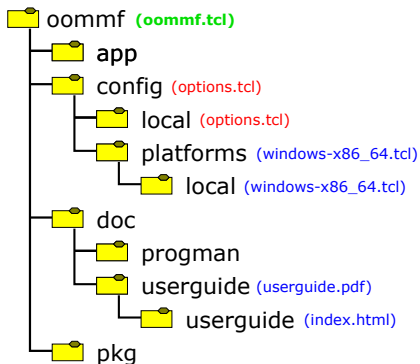 oommf (oommf.tcl)
app
config (options.tcl)
local (options.tcl)
platforms (windows-x86_64.tcl)
local (windows-x86_64.tcl)
doc
progman
userguide (userguide.pdf)
userguide (index.html)
pkg